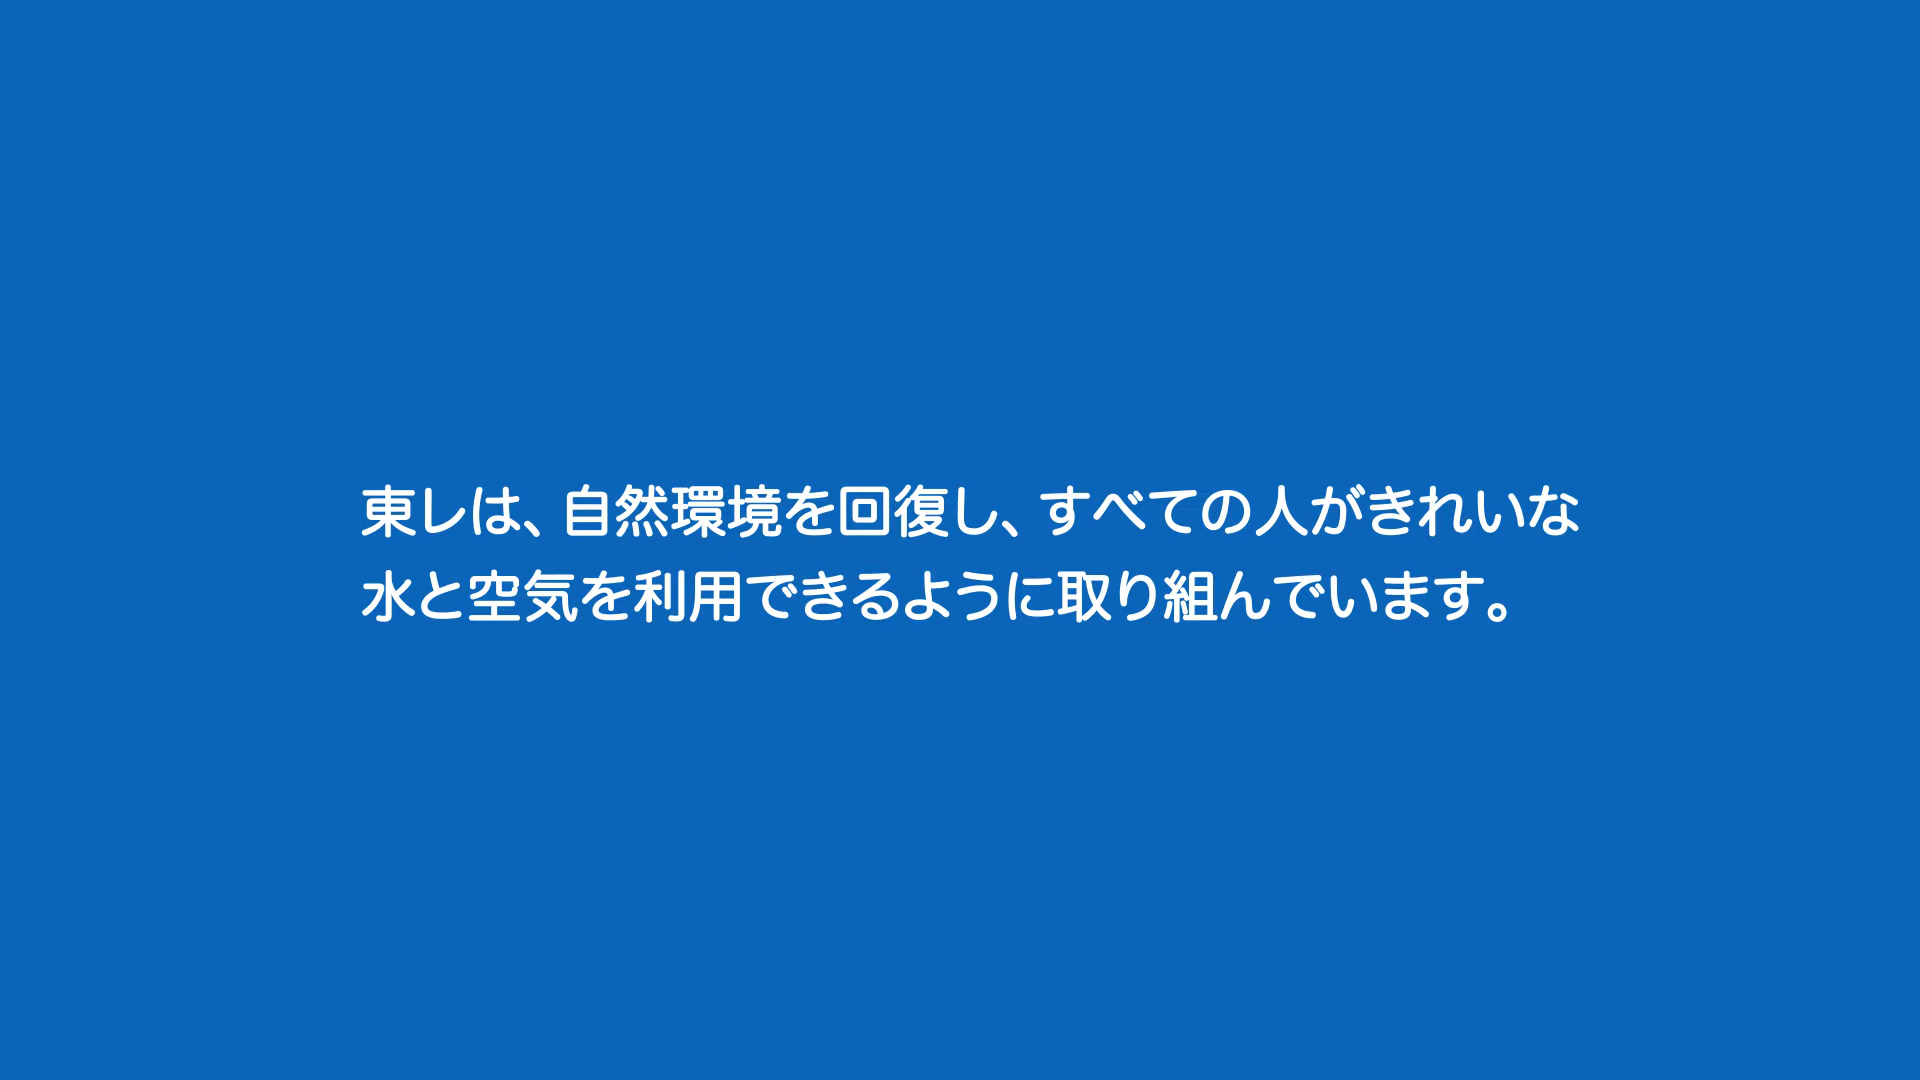 東レは、自然環境を回復し、すべての人がきれいな
水と空気を利用できるように取り組んでいます。